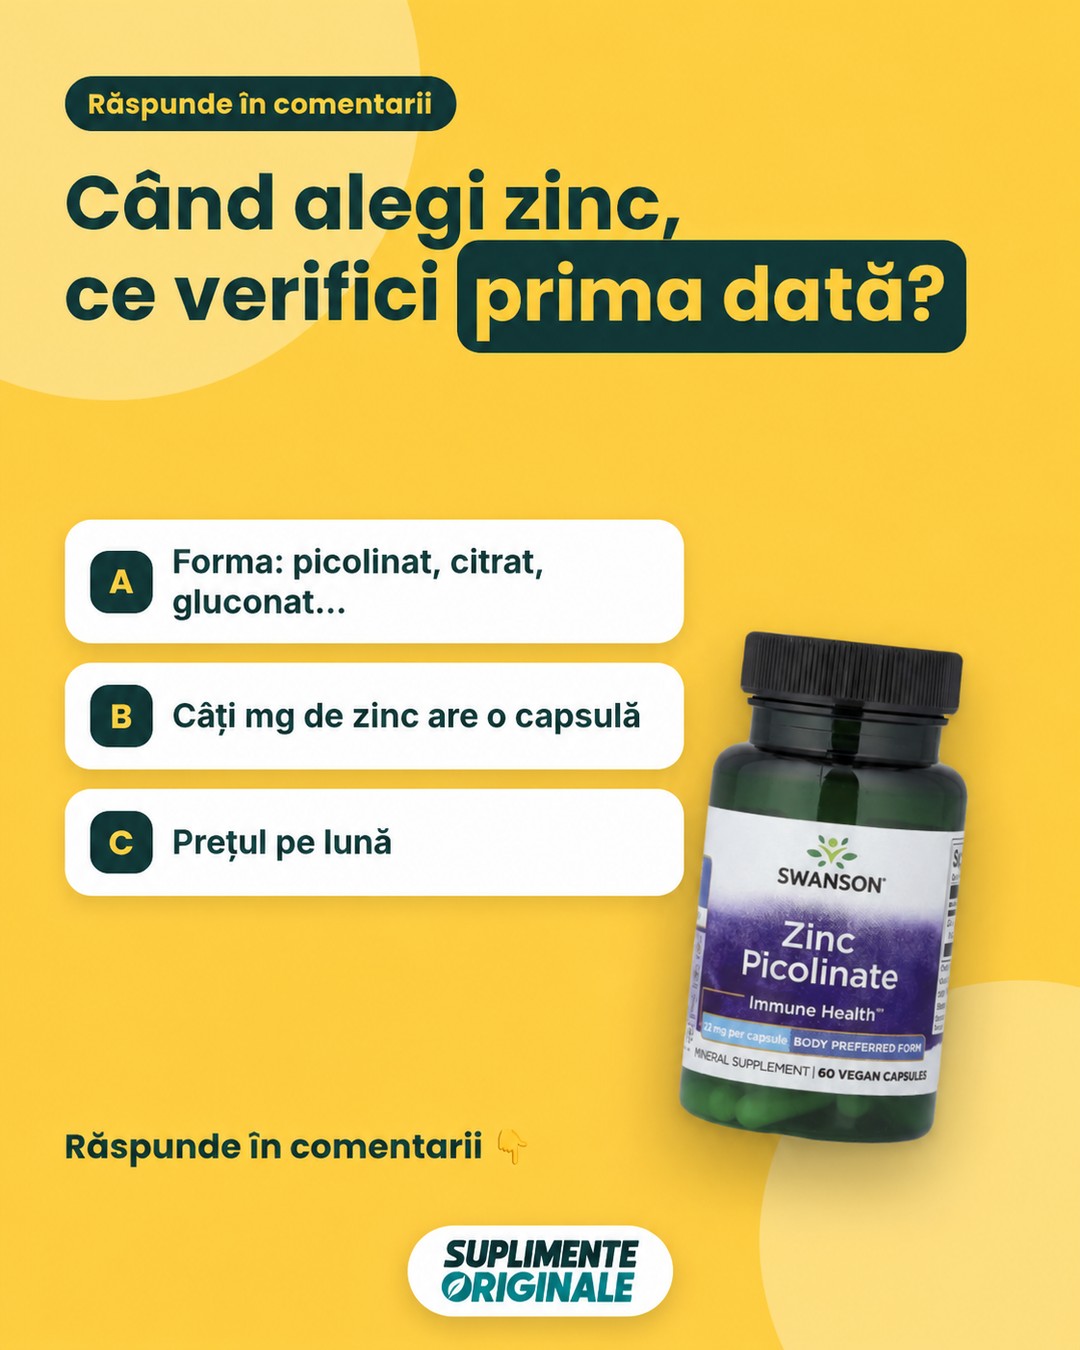 Răspunde în comentarii
Când alegi zinc,
ce verifici prima dată?
A
Forma: picolinat, citrat,
gluconat...
B
Câți mg de zinc are o capsulă
C
Prețul pe lună
SWANSON
Zinc
Picolinate
Immune Health℠
22 mg per capsule BODY PREFERRED FORM
MINERAL SUPPLEMENT | 60 VEGAN CAPSULES
Răspunde în comentarii 👇
SUPLIMENTE
ORIGINALE